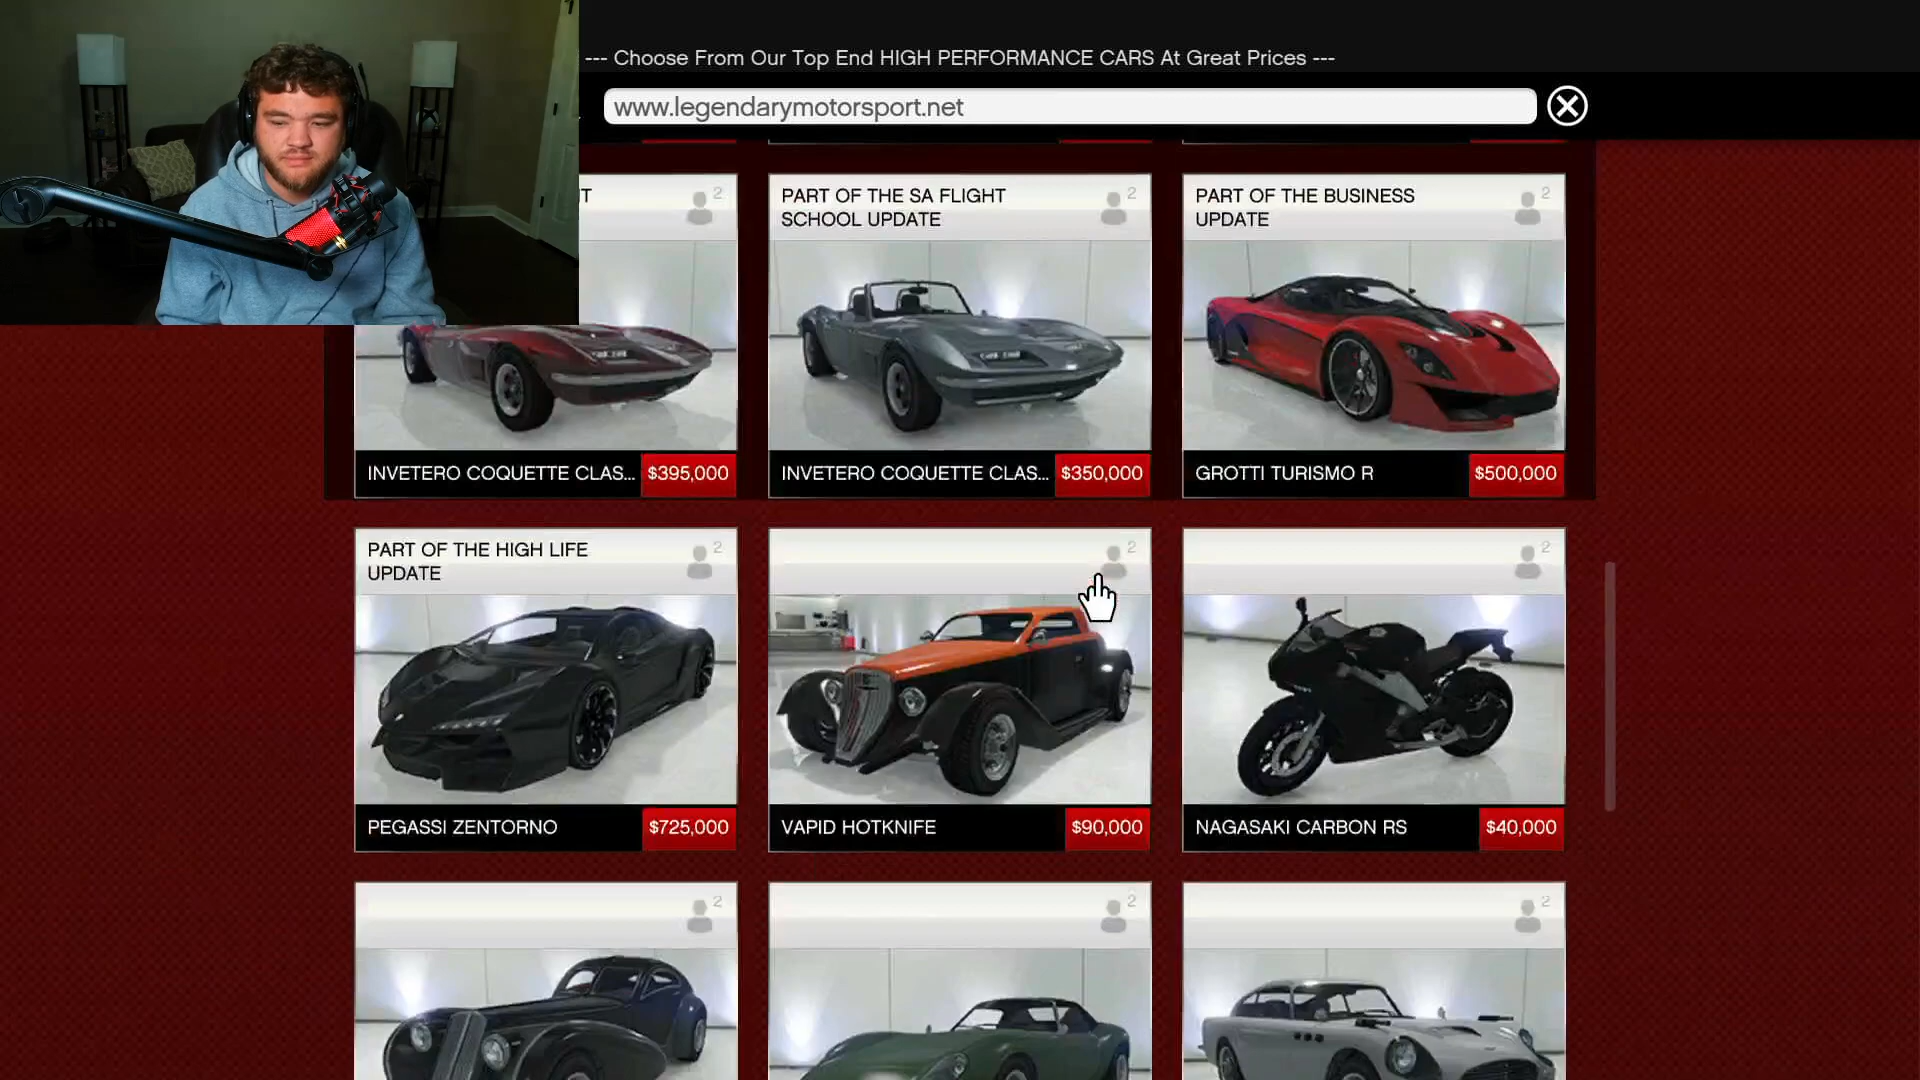 --- Choose From Our Top End HIGH PERFORMANCE CARS At Great Prices ---
www.legendarymotorsport.net
T
2
PART OF THE SA FLIGHT
SCHOOL UPDATE
2
PART OF THE BUSINESS
UPDATE
2
INVETERO COQUETTE CLAS... $395,000
INVETERO COQUETTE CLAS... $350,000
GROTTI TURISMO R $500,000
PART OF THE HIGH LIFE
UPDATE
2
2
2
PEGASSI ZENTORNO $725,000
VAPID HOTKNIFE $90,000
NAGASAKI CARBON RS $40,000
2
2
2